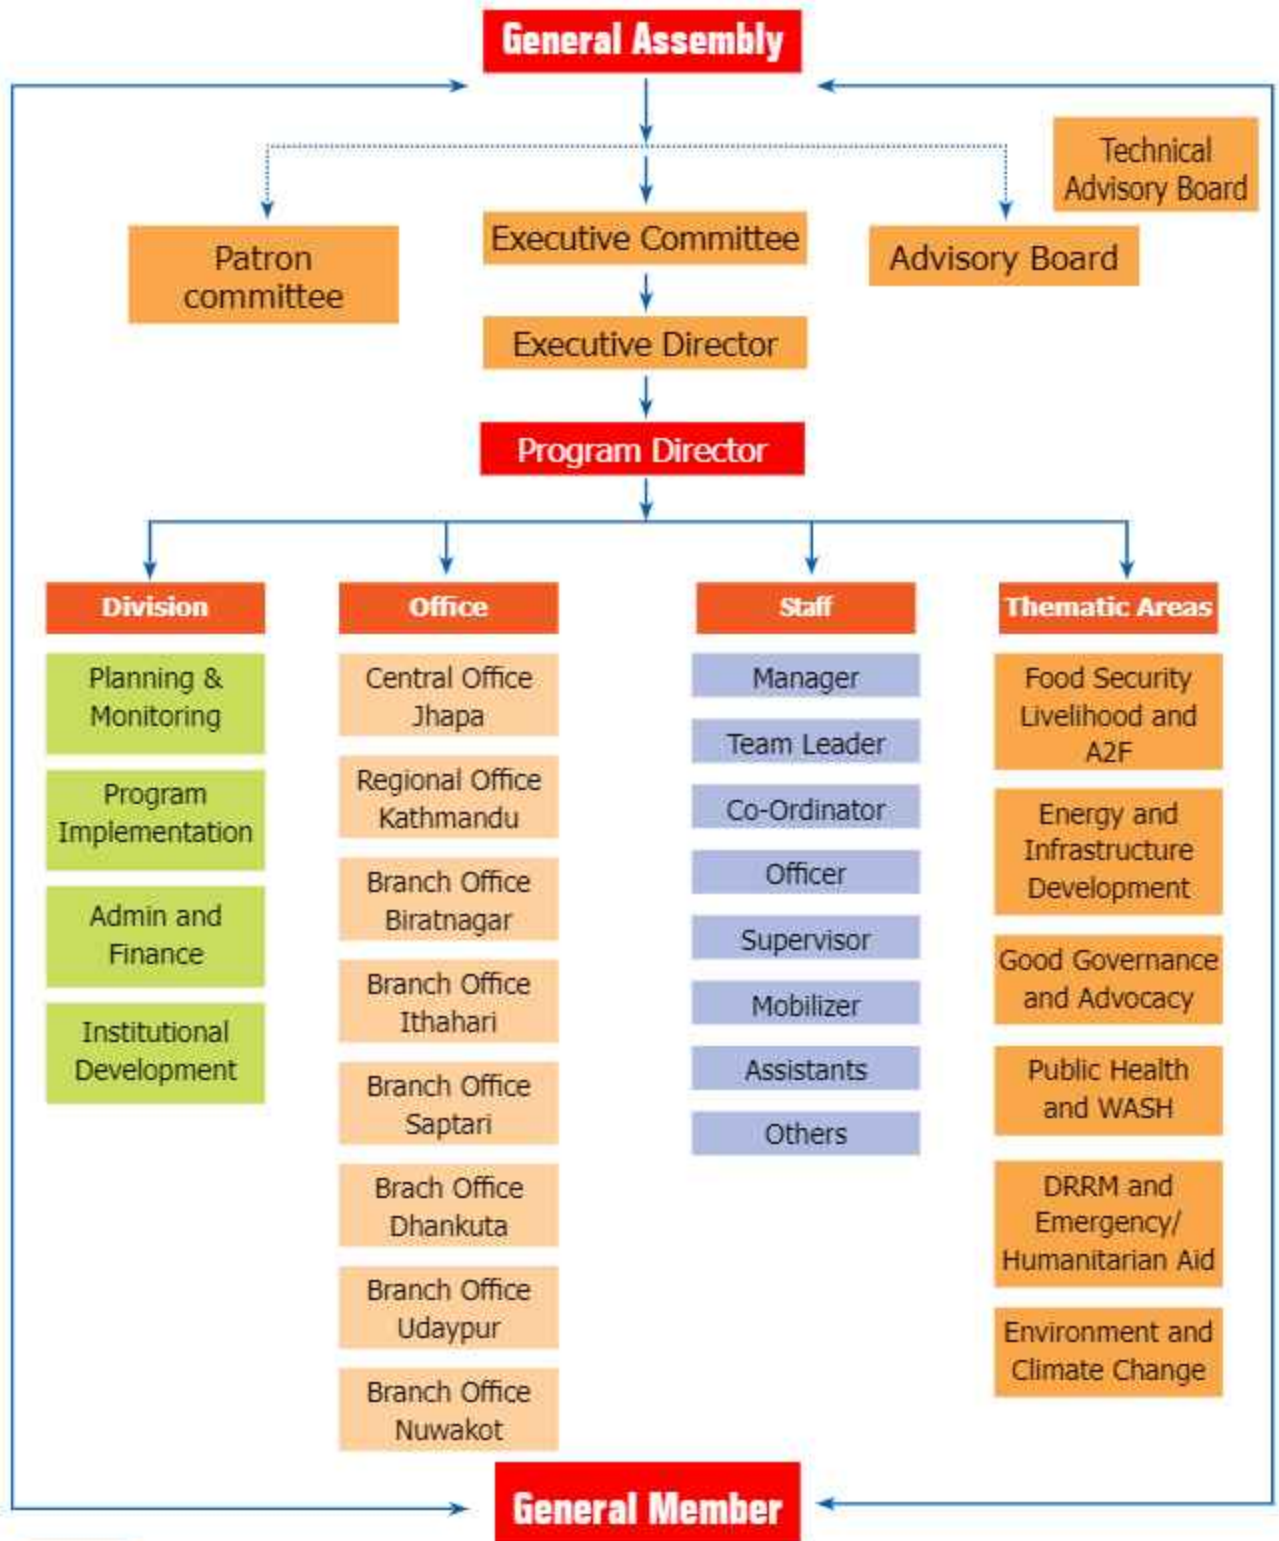 General Assembly
Technical
Advisory Board
Patron
committee
Executive Committee
Advisory Board
Executive Director
Program Director
Division
Planning &
Monitoring
Program
Implementation
Admin and
Finance
Institutional
Development
Office
Central Office
Jhapa
Regional Office
Kathmandu
Branch Office
Biratnagar
Branch Office
Ithahari
Branch Office
Saptari
Brach Office
Dhankuta
Branch Office
Udaypur
Branch Office
Nuwakot
Staff
Manager
Team Leader
Co-Ordinator
Officer
Supervisor
Mobilizer
Assistants
Others
Thematic Areas
Food Security
Livelihood and
A2F
Energy and
Infrastructure
Development
Good Governance
and Advocacy
Public Health
and WASH
DRRM and
Emergency/
Humanitarian Aid
Environment and
Climate Change
General Member